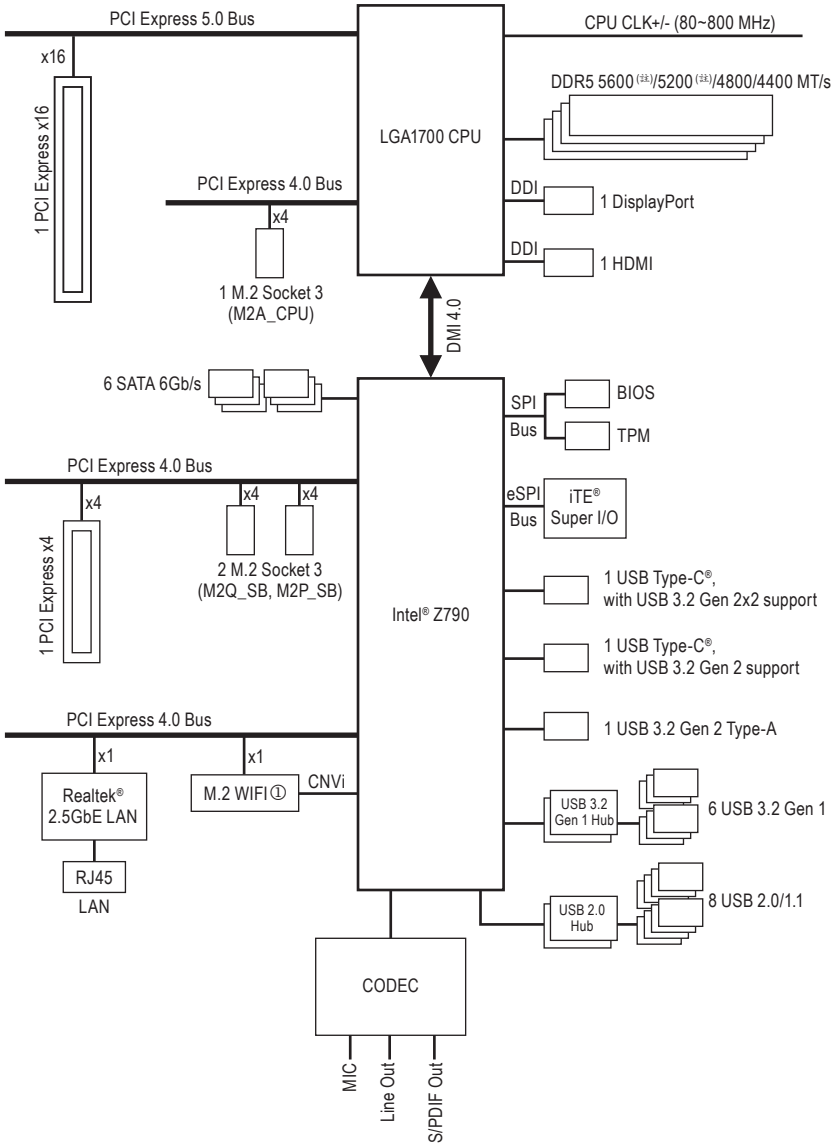 PCI Express 5.0 Bus
CPU CLK+/- (80~800 MHz)
x16
1 PCI Express x16
DDR5 5600(註)/5200(註)/4800/4400 MT/s
LGA1700 CPU
PCI Express 4.0 Bus
x4
1 M.2 Socket 3
(M2A_CPU)
DDI
1 DisplayPort
DDI
1 HDMI
DMI 4.0
6 SATA 6Gb/s
SPI
Bus
BIOS
TPM
PCI Express 4.0 Bus
x4
x4
x4
1 PCI Express x4
2 M.2 Socket 3
(M2Q_SB, M2P_SB)
eSPI
Bus
iTE®
Super I/O
Intel® Z790
1 USB Type-C®,
with USB 3.2 Gen 2x2 support
1 USB Type-C®,
with USB 3.2 Gen 2 support
1 USB 3.2 Gen 2 Type-A
PCI Express 4.0 Bus
x1
x1
Realtek®
2.5GbE LAN
M.2 WIFI①
CNVi
RJ45
LAN
USB 3.2
Gen 1 Hub
6 USB 3.2 Gen 1
USB 2.0
Hub
8 USB 2.0/1.1
CODEC
MIC
Line Out
S/PDIF Out